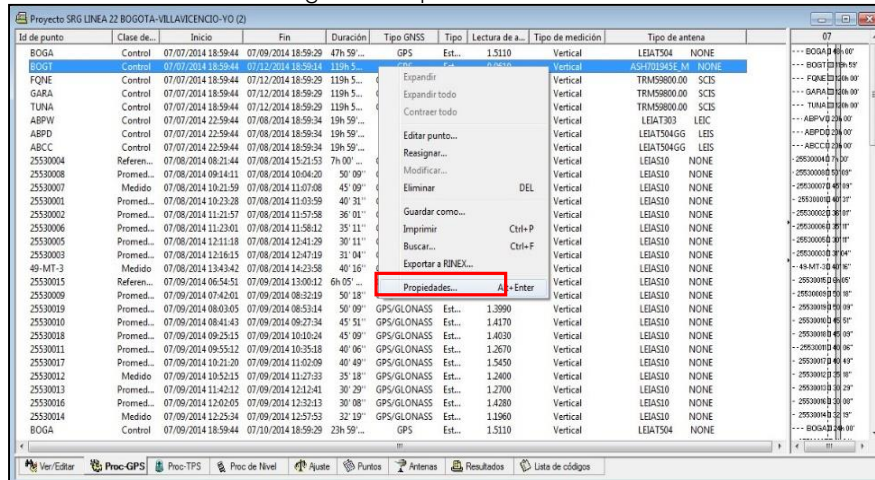 Proyecto SRG LINEA 22 BOGOTA-VILLAVICENCIO-YO (2)
Id de punto Clase de... Inicio Fin Duración Tipo GNSS Tipo Lectura de a... Tipo de medición Tipo de antena 07
BOGA Control 07/07/2014 18:59:44 07/09/2014 18:59:29 47h 59'... GPS Est... 1.5110 Vertical LEIAT504 NONE
BOGT Control 07/07/2014 18:59:44 07/12/2014 18:59:14 119h 5... GPS Est... 0.0610 Vertical ASH701945E_M NONE
FQNE Control 07/07/2014 18:59:44 07/12/2014 18:59:29 119h 5... Vertical TRM59800.00 SCIS
GARA Control 07/07/2014 18:59:44 07/12/2014 18:59:29 119h 5... Vertical TRM59800.00 SCIS
TUNA Control 07/07/2014 18:59:44 07/12/2014 18:59:29 119h 5... Vertical TRM59800.00 SCIS
ABPW Control 07/07/2014 22:59:44 07/08/2014 18:59:34 19h 59'... Vertical LEIAT303 LEIC
ABPD Control 07/07/2014 22:59:44 07/08/2014 18:59:34 19h 59'... Vertical LEIAT504GG LEIS
ABCC Control 07/07/2014 22:59:44 07/08/2014 18:59:34 19h 59'... Vertical LEIAT504GG LEIS
25530004 Referen... 07/08/2014 08:21:44 07/08/2014 15:21:53 7h 00' ... Vertical LEIAS10 NONE
25530008 Promed... 07/08/2014 09:14:11 07/08/2014 10:04:20 50' 09'' Vertical LEIAS10 NONE
25530007 Medido 07/08/2014 10:21:59 07/08/2014 11:07:08 45' 09'' Vertical LEIAS10 NONE
25530001 Promed... 07/08/2014 10:23:28 07/08/2014 11:03:59 40' 31'' Vertical LEIAS10 NONE
25530002 Promed... 07/08/2014 11:21:57 07/08/2014 11:57:58 36' 01'' Vertical LEIAS10 NONE
25530006 Promed... 07/08/2014 11:23:01 07/08/2014 11:58:12 35' 11'' Vertical LEIAS10 NONE
25530005 Promed... 07/08/2014 12:11:18 07/08/2014 12:41:29 30' 11'' Vertical LEIAS10 NONE
25530003 Promed... 07/08/2014 12:16:15 07/08/2014 12:47:19 31' 04'' Vertical LEIAS10 NONE
49-MT-3 Medido 07/08/2014 13:43:42 07/08/2014 14:23:58 40' 16'' Vertical LEIAS10 NONE
25530015 Referen... 07/09/2014 06:54:51 07/09/2014 13:00:12 6h 05' ... Vertical LEIAS10 NONE
25530009 Promed... 07/09/2014 07:42:01 07/09/2014 08:32:19 50' 18'' Vertical LEIAS10 NONE
25530019 Promed... 07/09/2014 08:03:05 07/09/2014 08:53:14 50' 09'' GPS/GLONASS Est... 1.3990 Vertical LEIAS10 NONE
25530010 Promed... 07/09/2014 08:41:43 07/09/2014 09:27:34 45' 51'' GPS/GLONASS Est... 1.4170 Vertical LEIAS10 NONE
25530018 Promed... 07/09/2014 09:25:15 07/09/2014 10:10:24 45' 09'' GPS/GLONASS Est... 1.4030 Vertical LEIAS10 NONE
25530011 Promed... 07/09/2014 09:55:12 07/09/2014 10:35:18 40' 06'' GPS/GLONASS Est... 1.2670 Vertical LEIAS10 NONE
25530017 Promed... 07/09/2014 10:21:20 07/09/2014 11:02:09 40' 49'' GPS/GLONASS Est... 1.5450 Vertical LEIAS10 NONE
25530012 Medido 07/09/2014 10:52:15 07/09/2014 11:27:33 35' 18'' GPS/GLONASS Est... 1.2400 Vertical LEIAS10 NONE
25530013 Promed... 07/09/2014 11:42:12 07/09/2014 12:12:41 30' 29'' GPS/GLONASS Est... 1.2700 Vertical LEIAS10 NONE
25530016 Promed... 07/09/2014 12:02:05 07/09/2014 12:32:13 30' 08'' GPS/GLONASS Est... 1.4280 Vertical LEIAS10 NONE
25530014 Medido 07/09/2014 12:25:34 07/09/2014 12:57:53 32' 19'' GPS/GLONASS Est... 1.1960 Vertical LEIAS10 NONE
BOGA Control 07/09/2014 18:59:44 07/10/2014 18:59:29 23h 59'... GPS Est... 1.5110 Vertical LEIAT504 NONE
Expandir
Expandir todo
Contraer todo
Editar punto...
Reasignar...
Modificar...
Eliminar DEL
Guardar como...
Imprimir Ctrl+P
Buscar... Ctrl+F
Exportar a RINEX...
Propiedades... Alt+Enter
Ver/Editar Proc-GPS Proc-TPS Proc de Nivel Ajuste Puntos Antenas Resultados Lista de códigos